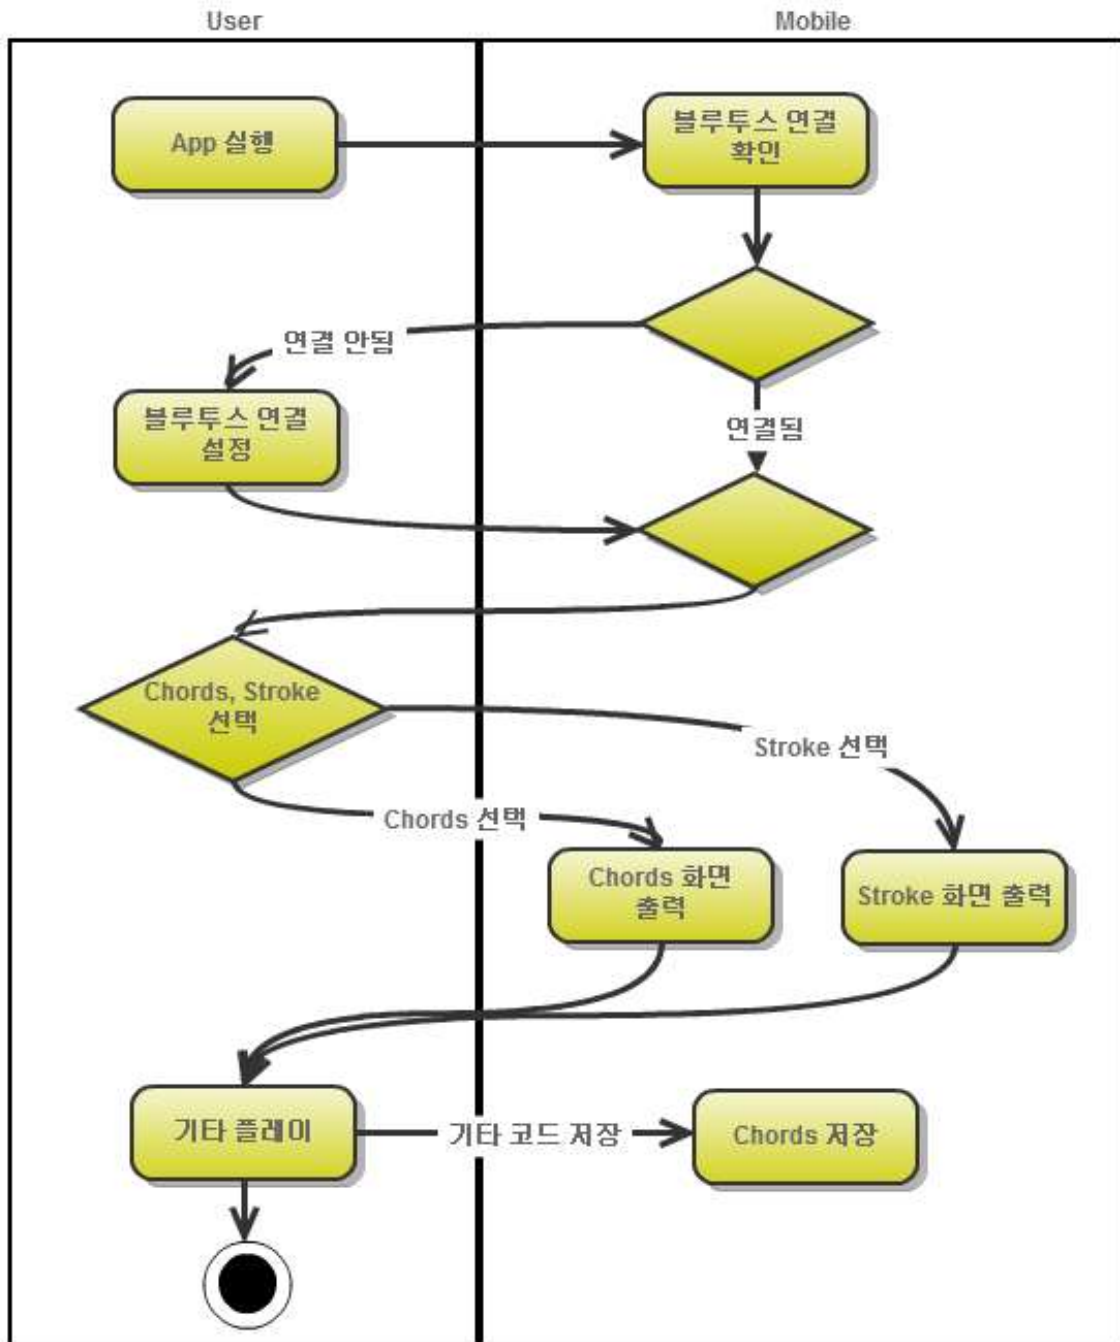 User
Mobile
App 실행
블루투스 연결
확인
연결 안됨
블루투스 연결
설정
연결됨
Chords, Stroke
선택
Stroke 선택
Chords 선택
Chords 화면
출력
Stroke 화면 출력
기타 플레이
기타 코드 저장
Chords 저장